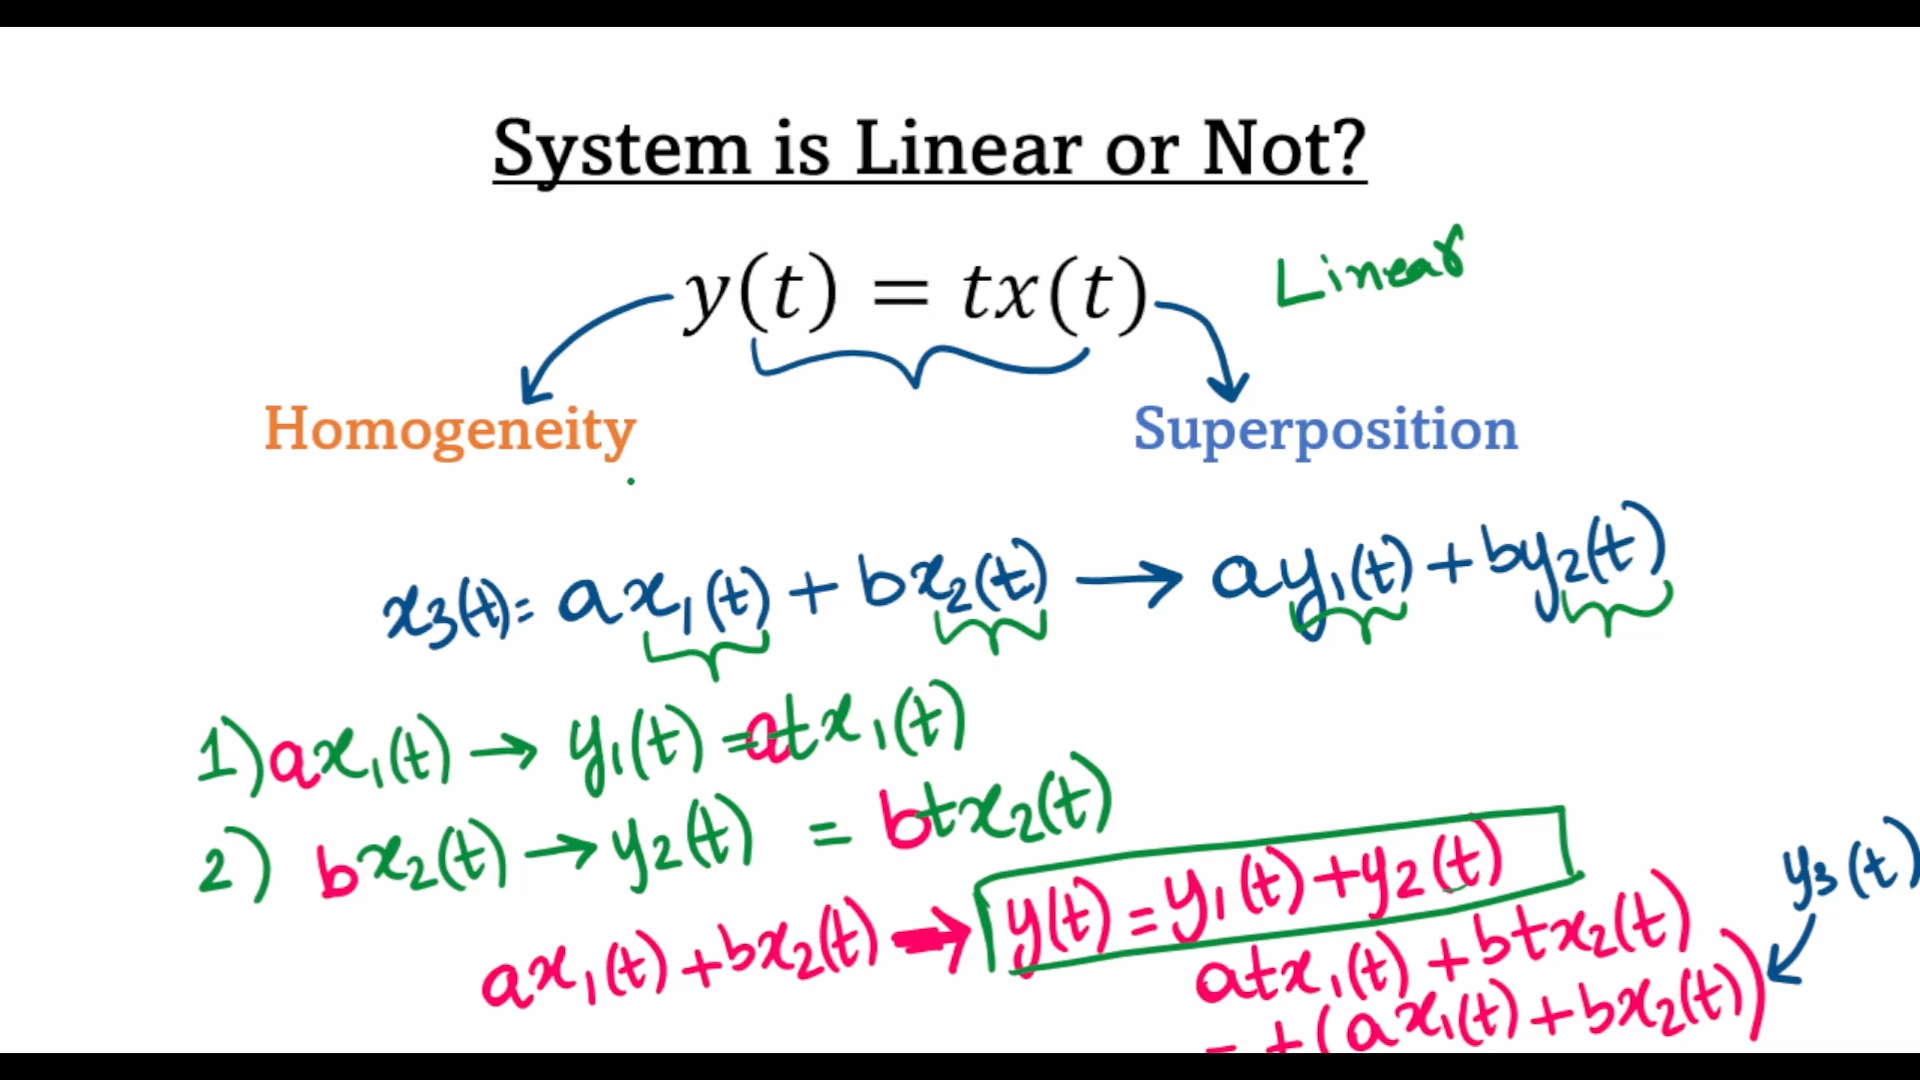 System is Linear or Not?
y(t) = tx(t) Linear
Homogeneity Superposition
x₃(t) = ax₁(t) + bx₂(t) → ay₁(t) + by₂(t)
1) ax₁(t) → y₁(t) = atx₁(t)
2) bx₂(t) → y₂(t) = btx₂(t)
ax₁(t) + bx₂(t) → y(t) = y₁(t) + y₂(t)
y₃(t)
atx₁(t) + btx₂(t)
= t(ax₁(t) + bx₂(t))